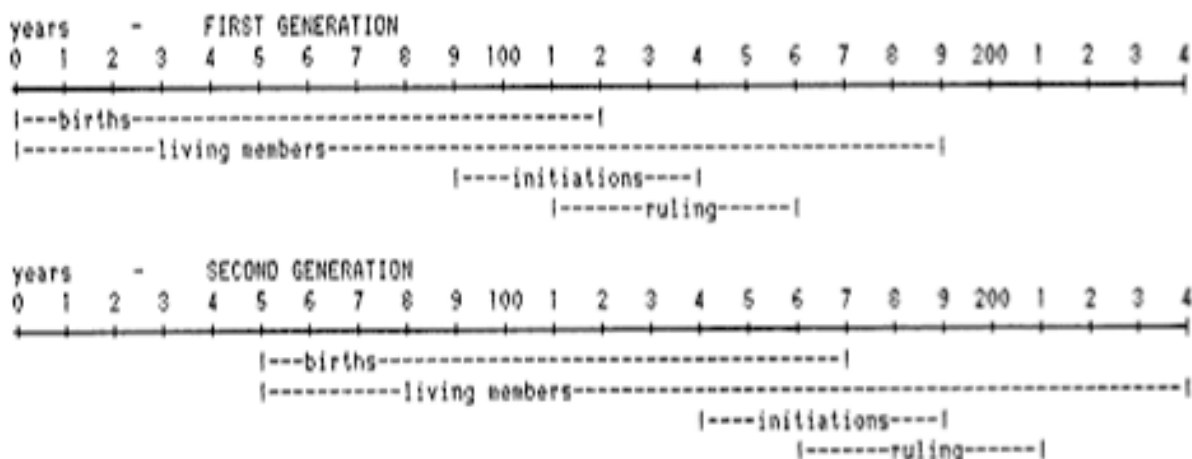 years - FIRST GENERATION
0 1 2 3 4 5 6 7 8 9 100 1 2 3 4 5 6 7 8 9 200 1 2 3 4
|---births------------------------------------------------|
|-----------living members----------------------------------------------------------------|
|-----initiations----|
|-------ruling------|
years - SECOND GENERATION
0 1 2 3 4 5 6 7 8 9 100 1 2 3 4 5 6 7 8 9 200 1 2 3 4
|---births------------------------------------------------|
|-----------living members----------------------------------------------------------------|
|-----initiations----|
|-------ruling------|